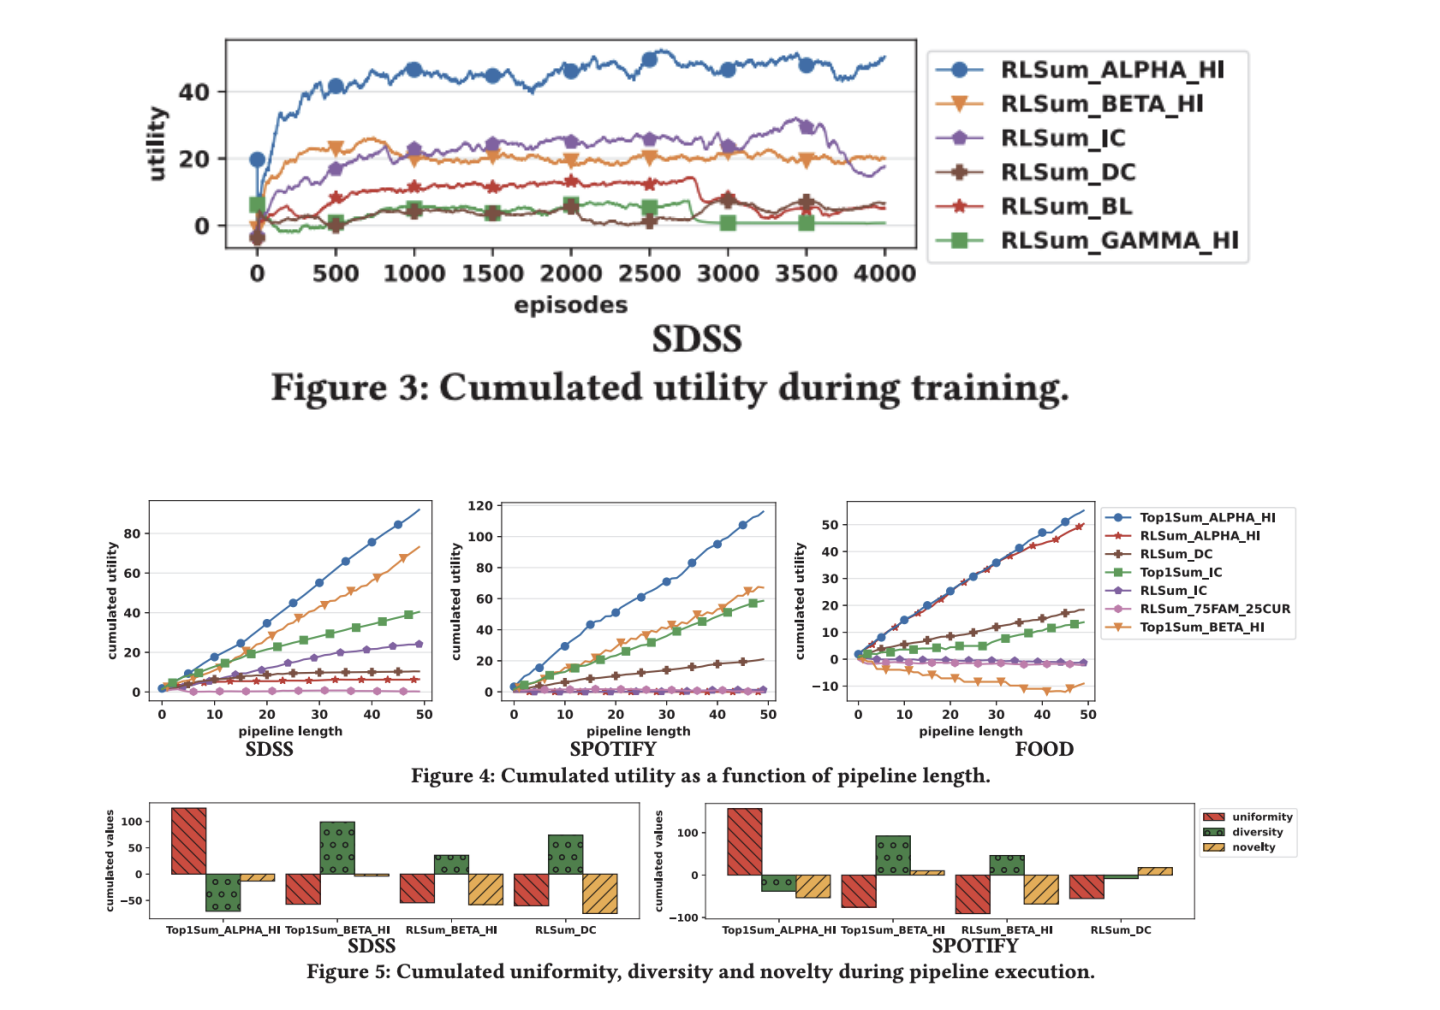 40
20
0
utility
0 500 1000 1500 2000 2500 3000 3500 4000
episodes
RLSum_ALPHA_HI
RLSum_BETA_HI
RLSum_IC
RLSum_DC
RLSum_BL
RLSum_GAMMA_HI
SDSS
Figure 3: Cumulated utility during training.
80
60
40
20
0
cumulated utility
0 10 20 30 40 50
pipeline length
SDSS
120
100
80
60
40
20
0
cumulated utility
0 10 20 30 40 50
pipeline length
SPOTIFY
50
40
30
20
10
0
−10
cumulated utility
0 10 20 30 40 50
pipeline length
FOOD
Top1Sum_ALPHA_HI
RLSum_ALPHA_HI
RLSum_DC
Top1Sum_IC
RLSum_IC
RLSum_75FAM_25CUR
Top1Sum_BETA_HI
Figure 4: Cumulated utility as a function of pipeline length.
100
50
0
−50
cumulated values
Top1Sum_ALPHA_HI Top1Sum_BETA_HI RLSum_BETA_HI RLSum_DC
SDSS
100
0
−100
cumulated values
Top1Sum_ALPHA_HI Top1Sum_BETA_HI RLSum_BETA_HI RLSum_DC
SPOTIFY
uniformity
diversity
novelty
Figure 5: Cumulated uniformity, diversity and novelty during pipeline execution.